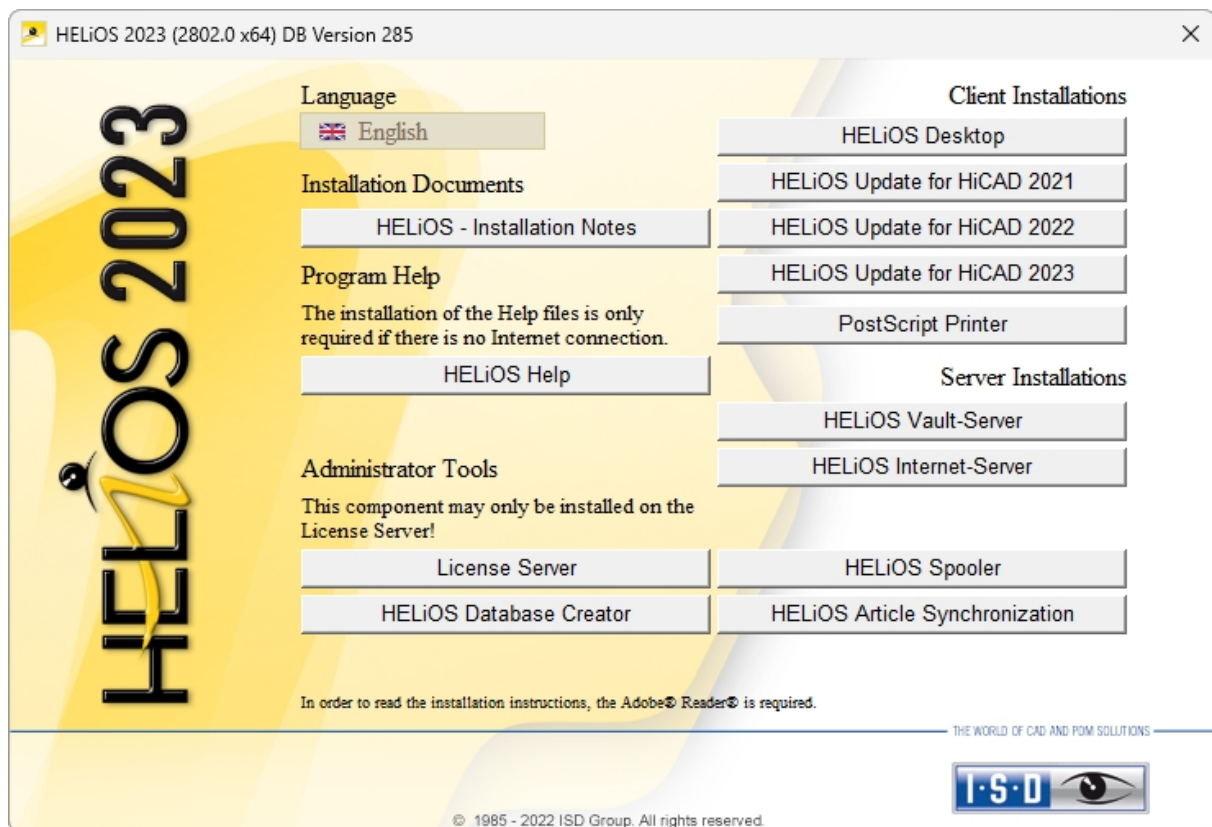 HELiOS 2023 (2802.0 x64) DB Version 285
HELiOS 2023
Language
English
Installation Documents
HELiOS - Installation Notes
Program Help
The installation of the Help files is only
required if there is no Internet connection.
HELiOS Help
Administrator Tools
This component may only be installed on the
License Server!
License Server
HELiOS Database Creator
Client Installations
HELiOS Desktop
HELiOS Update for HiCAD 2021
HELiOS Update for HiCAD 2022
HELiOS Update for HiCAD 2023
PostScript Printer
Server Installations
HELiOS Vault-Server
HELiOS Internet-Server
HELiOS Spooler
HELiOS Article Synchronization
In order to read the installation instructions, the Adobe® Reader® is required.
THE WORLD OF CAD AND PDM SOLUTIONS
I·S·D
© 1985 - 2022 ISD Group. All rights reserved.